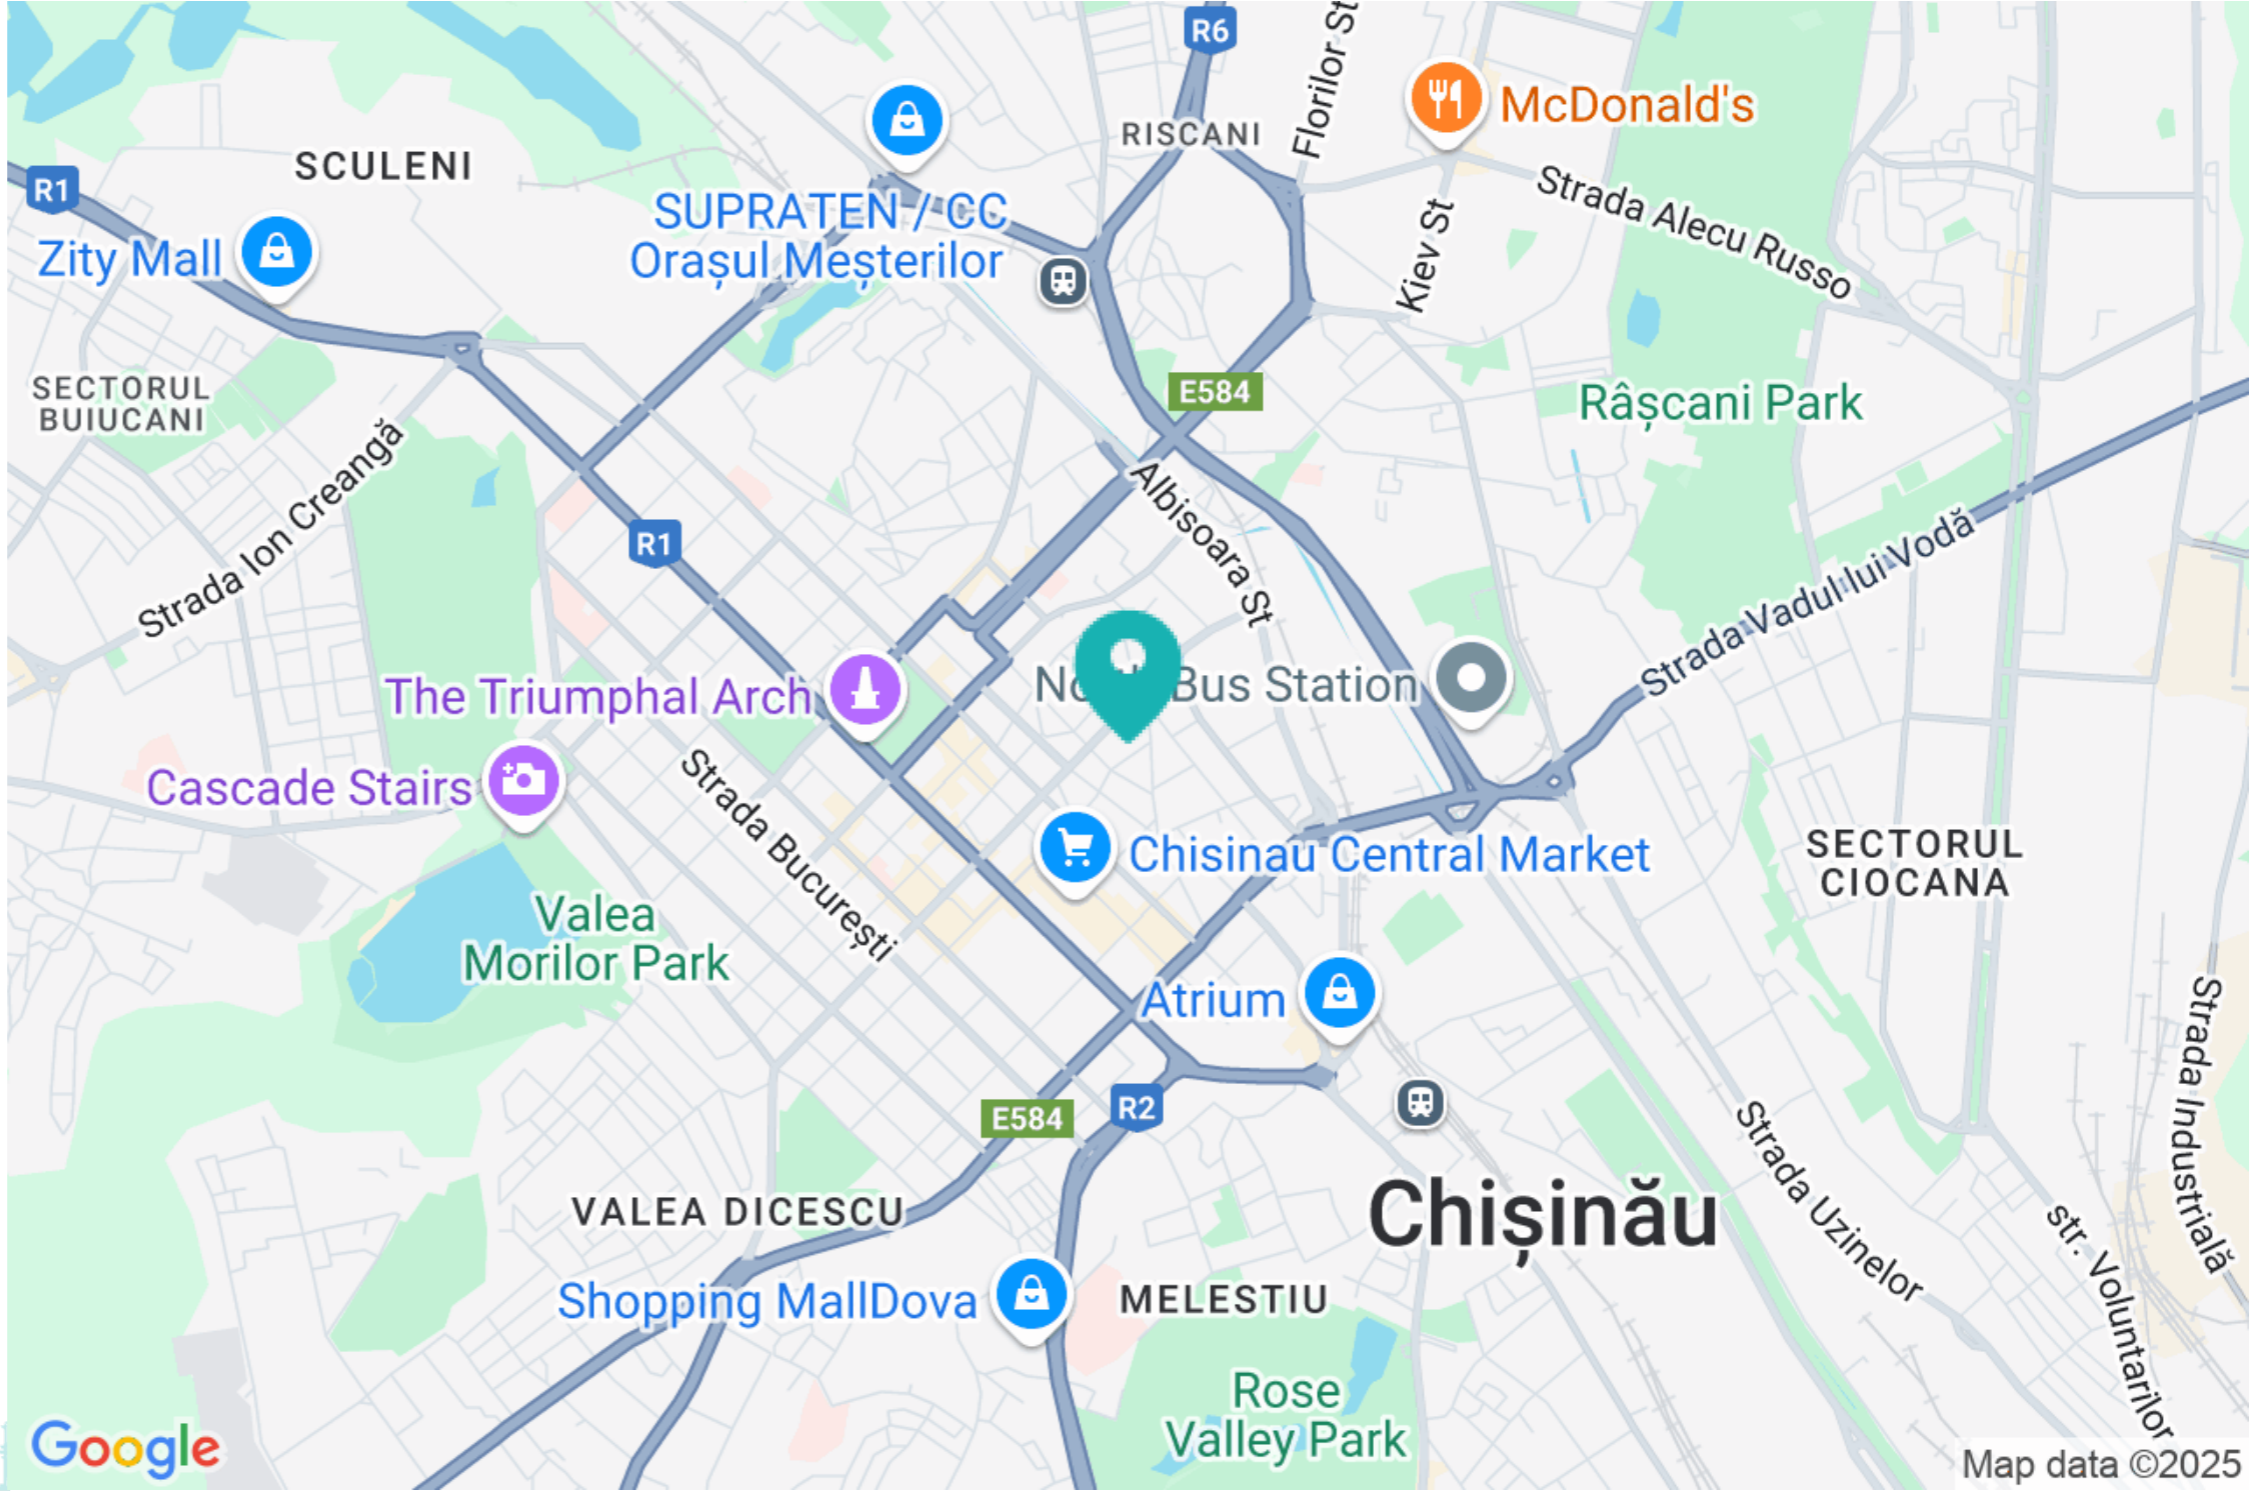 R6
Florilor St
McDonald's
RISCANI
SCULENI
R1
SUPRATEN / CC
Orașul Meșterilor
Zity Mall
Strada Alecu Russo
Kiev St
SECTORUL
BUIUCANI
E584
Râșcani Park
Strada Ion Creangă
R1
Albisoara St
Strada Vadul lui Vodă
Bus Station
The Triumphal Arch
Cascade Stairs
Strada București
Chisinau Central Market
SECTORUL
CIOCANA
Valea
Morilor Park
Atrium
Strada Industrială
R2
E584
Strada Uzinelor
VALEA DICESCU
Chișinău
str. Voluntarilor
Shopping MallDova
MELESTIU
Rose
Valley Park
Google
Map data ©2025